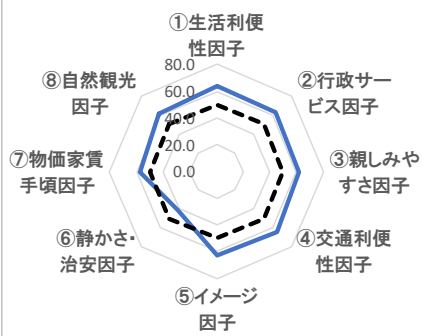 ①生活利便
性因子
80.0
60.0
40.0
20.0
0.0
②行政サー
ビス因子
③親しみや
すさ因子
④交通利便
性因子
⑤イメージ
因子
⑥静かさ・
治安因子
⑦物価家賃
手頃因子
⑧自然観光
因子